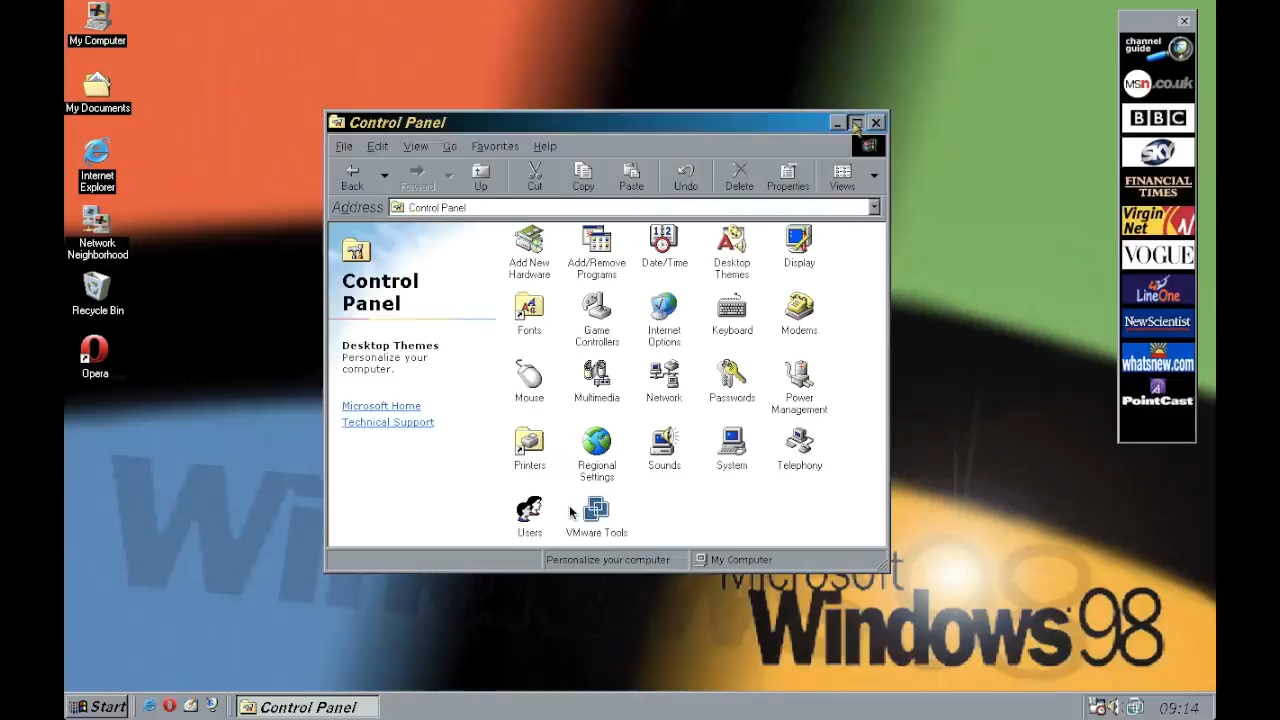 My Computer
My Documents
Internet
Explorer
Network
Neighborhood
Recycle Bin
Opera
Control Panel
File Edit View Go Favorites Help
Back Forward Up Cut Copy Paste Undo Delete Properties Views
Address Control Panel
Control
Panel
Desktop Themes
Personalize your
computer.
Microsoft Home
Technical Support
Add New
Hardware
Add/Remove
Programs
Date/Time
Desktop
Themes
Display
Fonts
Game
Controllers
Internet
Options
Keyboard
Modems
Mouse
Multimedia
Network
Passwords
Power
Management
Printers
Regional
Settings
Sounds
System
Telephony
Users
VMware Tools
Personalize your computer
My Computer
channel
guide
msn.co.uk
BBC
SKY
FINANCIAL
TIMES
Virgin
Net
VOGUE
LineOne
NewScientist
whatsnew.com
PointCast
Microsoft
Windows 98
Start
Control Panel
09:14